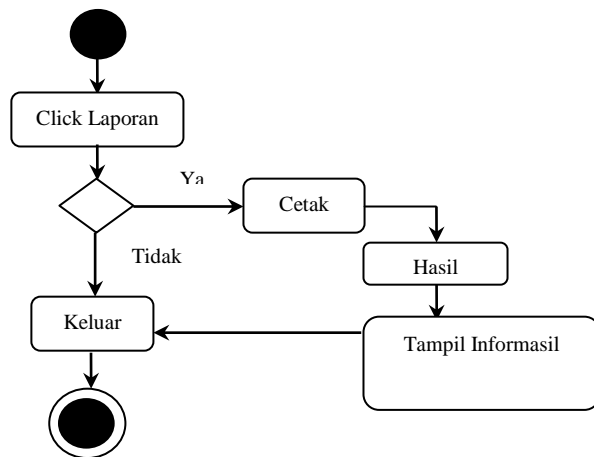 Click Laporan
Ya
Cetak
Tidak
Hasil
Keluar
Tampil Informasil